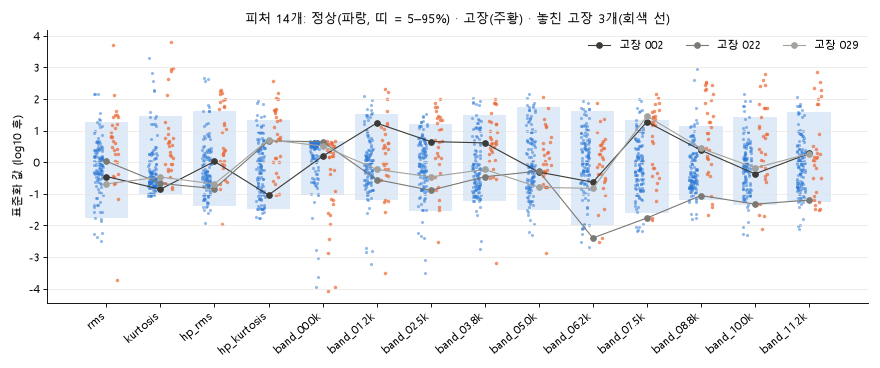 피처 14개: 정상(파랑, 띠 = 5–95%) · 고장(주황) · 놓친 고장 3개(회색 선)
고장 002 고장 022 고장 029
표준화 값 (log10 후)
4
3
2
1
0
-1
-2
-3
-4
rms
kurtosis
hp_rms
hp_kurtosis
band_00.0k
band_01.2k
band_02.5k
band_03.8k
band_05.0k
band_06.2k
band_07.5k
band_08.8k
band_10.0k
band_11.2k